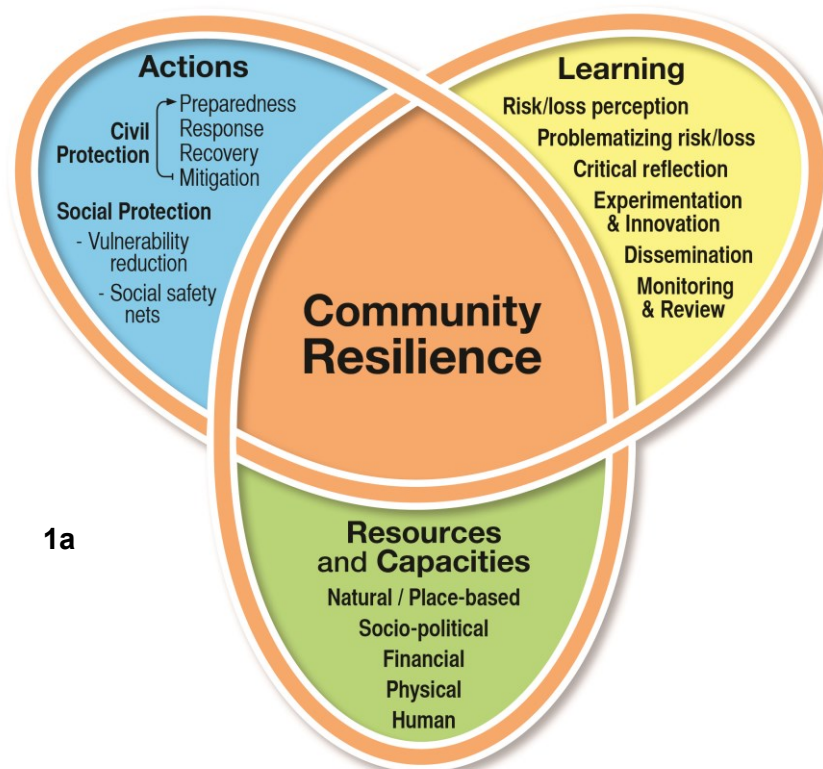 Actions
Civil
Protection
Preparedness
Response
Recovery
Mitigation
Social Protection
- Vulnerability
reduction
- Social safety
nets
Learning
Risk/loss perception
Problematizing risk/loss
Critical reflection
Experimentation
& Innovation
Dissemination
Monitoring
& Review
Community
Resilience
1a
Resources
and Capacities
Natural / Place-based
Socio-political
Financial
Physical
Human